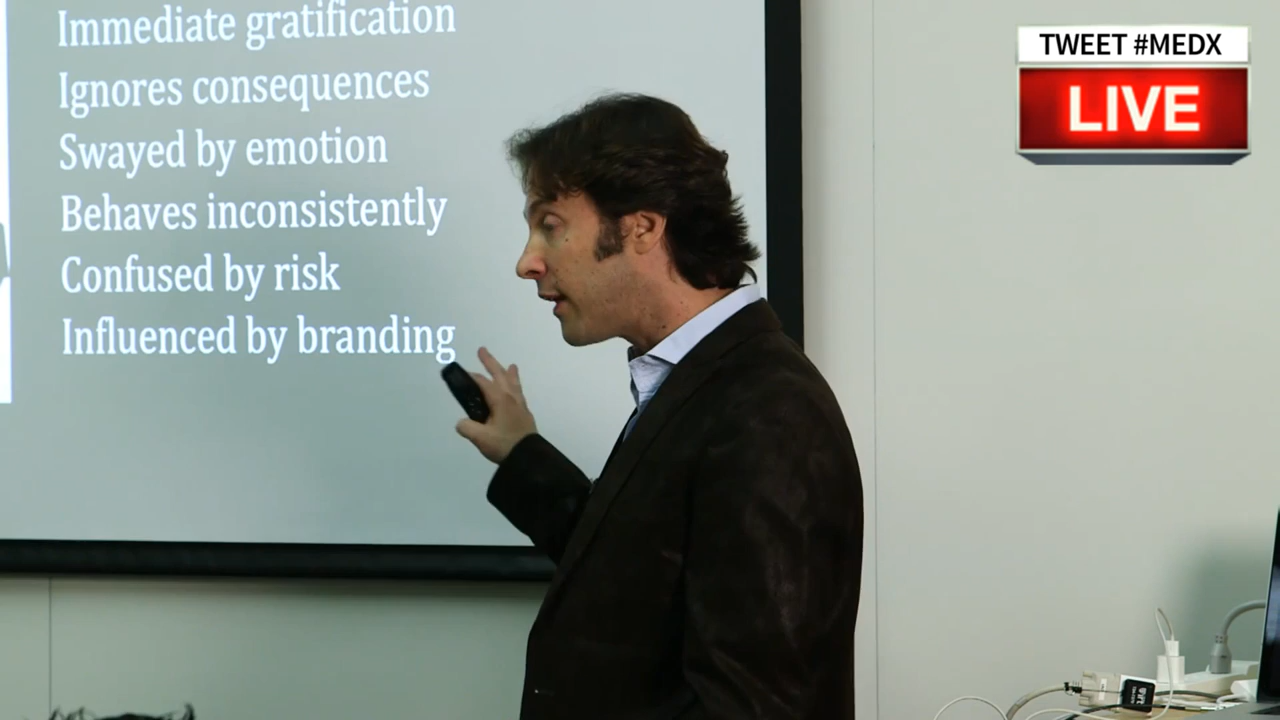 Immediate gratification
Ignores consequences
Swayed by emotion
Behaves inconsistently
Confused by risk
Influenced by branding
TWEET #MEDX
LIVE